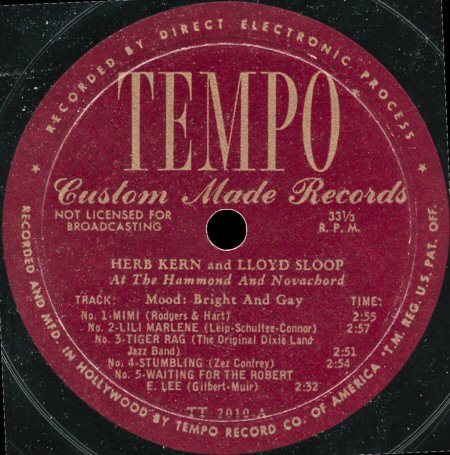 * RECORDED BY DIRECT ELECTRONIC PROCESS *
TEMPO
Custom Made Records
NOT LICENSED FOR
BROADCASTING
33⅓
R. P. M.
HERB KERN and LLOYD SLOOP
At The Hammond And Novachord
TRACK: Mood: Bright And Gay TIME:
No. 1-MIMI (Rodgers & Hart) 2:55
No. 2-LILI MARLENE (Leip-Schultze-Connor) 2:57
No. 3-TIGER RAG (The Original Dixie Land
Jazz Band) 2:51
No. 4-STUMBLING (Zez Confrey) 2:54
No. 5-WAITING FOR THE ROBERT
E. LEE (Gilbert-Muir) 2:32
TT 2010-A
RECORDED AND MFD. IN HOLLYWOOD BY TEMPO RECORD CO. OF AMERICA *T.M. REG. U.S. PAT. OFF.